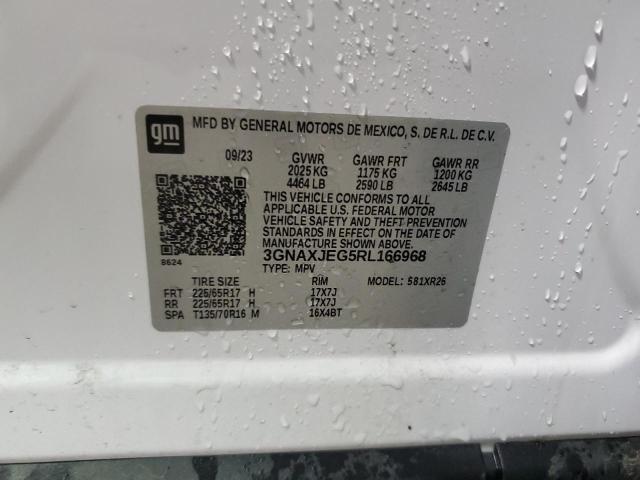 gm
MFD BY GENERAL MOTORS DE MEXICO, S. DE R.L. DE C.V.
09/23 GVWR GAWR FRT GAWR RR
2025 KG 1175 KG 1200 KG
4464 LB 2590 LB 2645 LB
THIS VEHICLE CONFORMS TO ALL
APPLICABLE U.S. FEDERAL MOTOR
VEHICLE SAFETY AND THEFT PREVENTION
STANDARDS IN EFFECT ON THE DATE
OF MANUFACTURE SHOWN ABOVE.
8624 3GNAXJEG5RL166968
TYPE: MPV MODEL: 581XR26
TIRE SIZE RIM
FRT 225/65R17 H 17X7J
RR 225/65R17 H 17X7J
SPA T135/70R16 M 16X4BT